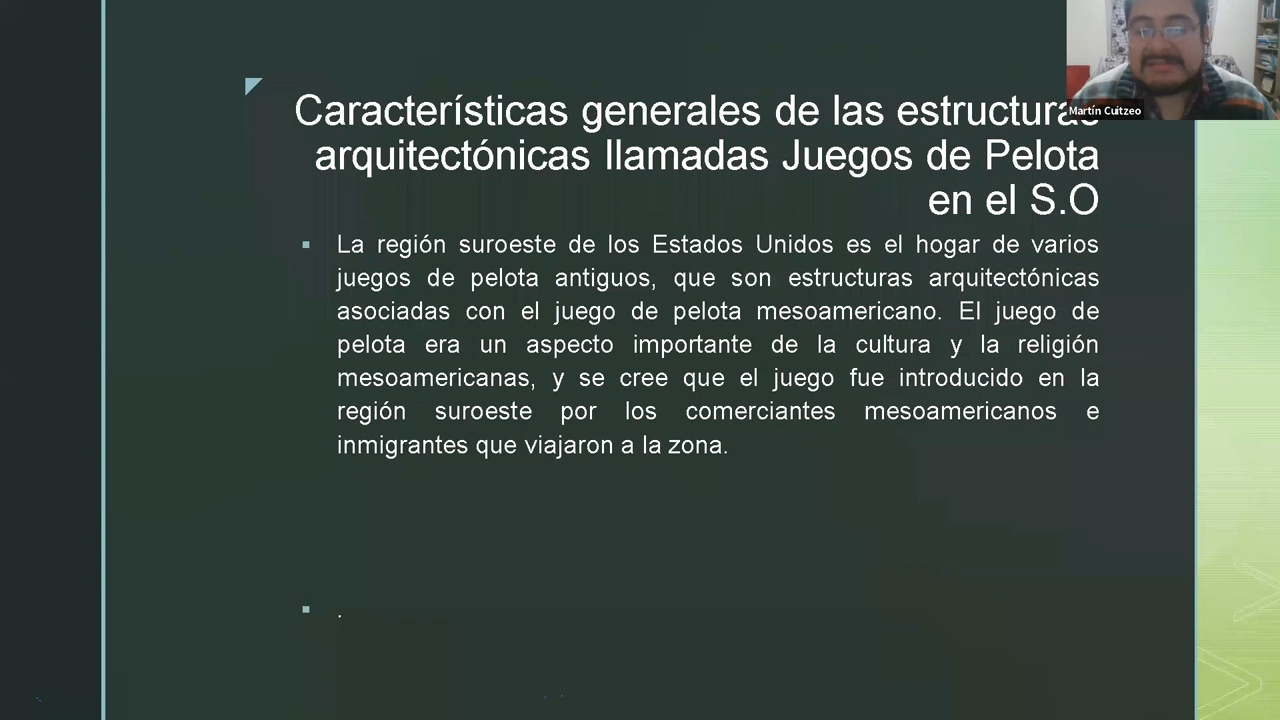 Características generales de las estructuras
arquitectónicas llamadas Juegos de Pelota
en el S.O
Martín Cuitzeo
▪ La región suroeste de los Estados Unidos es el hogar de varios
juegos de pelota antiguos, que son estructuras arquitectónicas
asociadas con el juego de pelota mesoamericano. El juego de
pelota era un aspecto importante de la cultura y la religión
mesoamericanas, y se cree que el juego fue introducido en la
región suroeste por los comerciantes mesoamericanos e
inmigrantes que viajaron a la zona.
▪ .